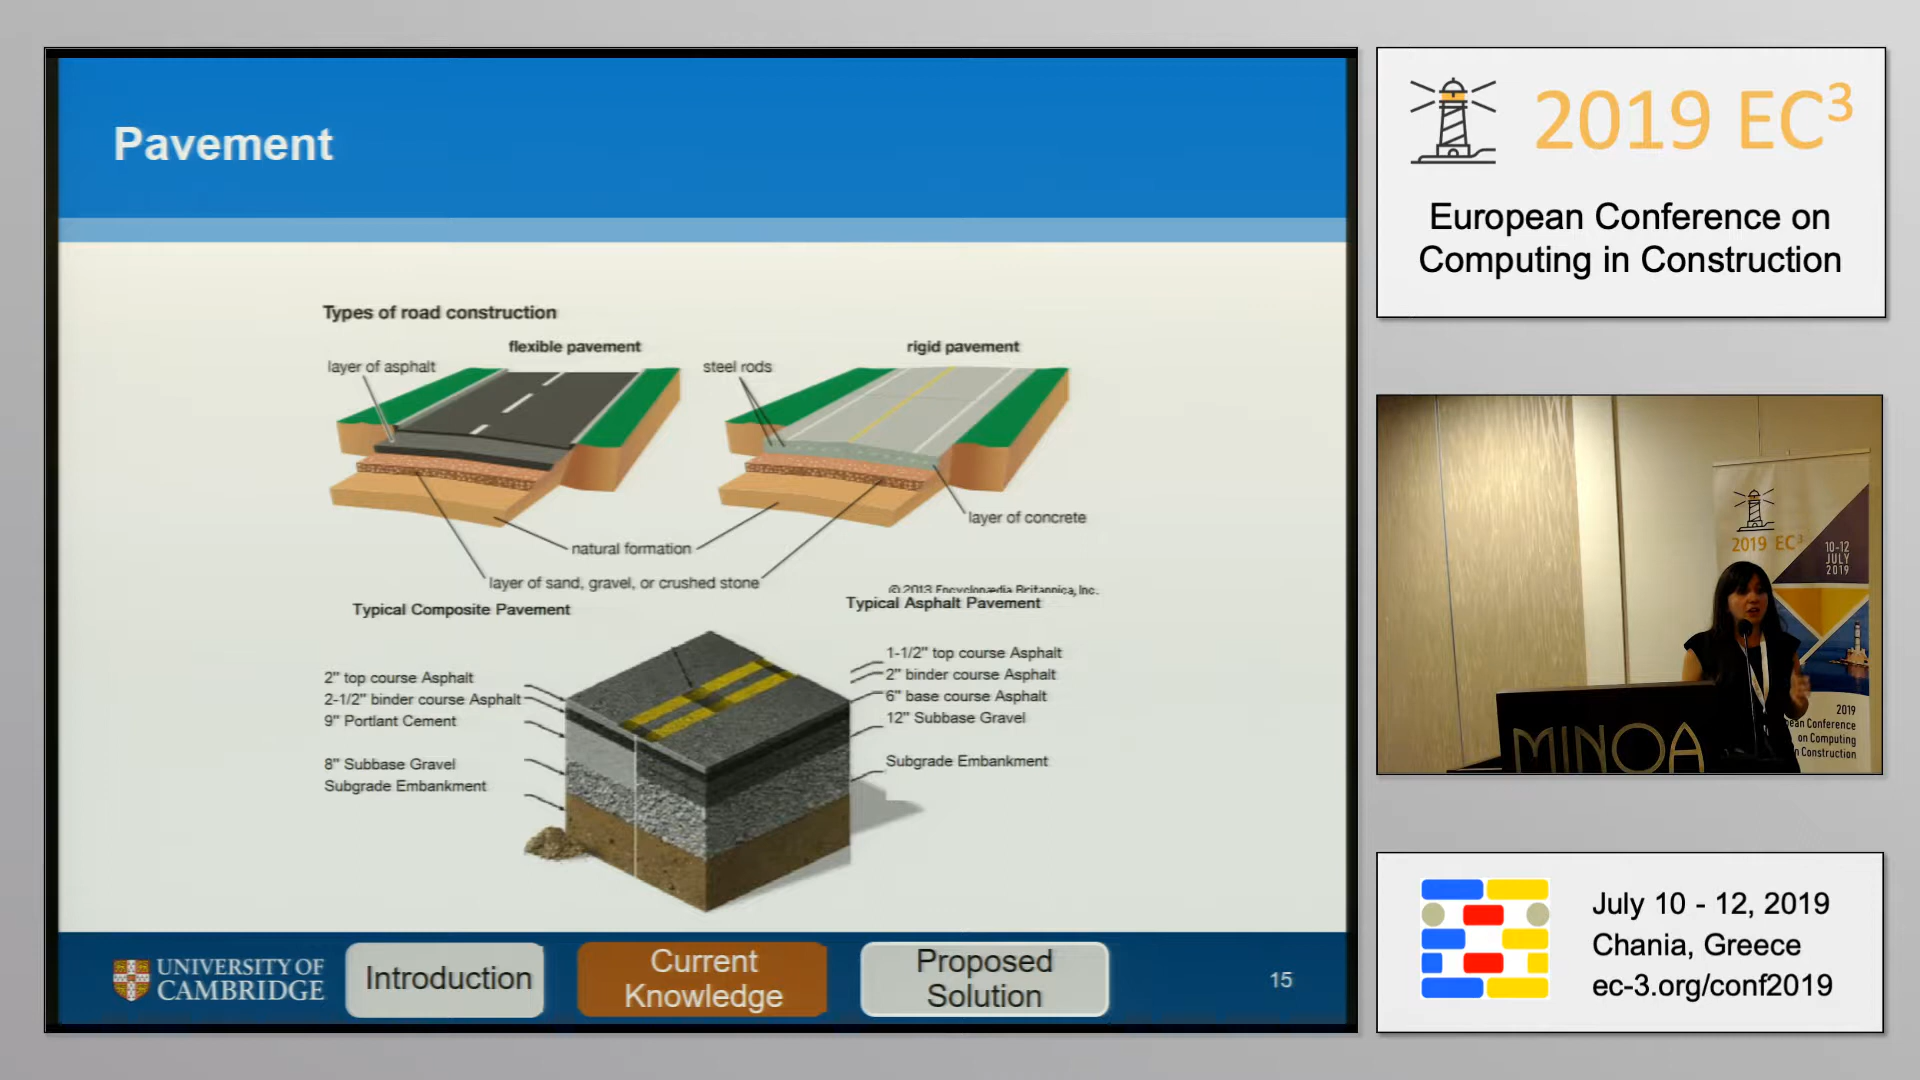 Pavement
Types of road construction
flexible pavement
rigid pavement
layer of asphalt
steel rods
layer of concrete
natural formation
layer of sand, gravel, or crushed stone
© 2013 Encyclopædia Britannica, Inc.
Typical Composite Pavement
Typical Asphalt Pavement
2" top course Asphalt
2-1/2" binder course Asphalt
9" Portlant Cement
8" Subbase Gravel
Subgrade Embankment
1-1/2" top course Asphalt
2" binder course Asphalt
6" base course Asphalt
12" Subbase Gravel
Subgrade Embankment
UNIVERSITY OF
CAMBRIDGE
Introduction
Current
Knowledge
Proposed
Solution
15
2019 EC³
European Conference on
Computing in Construction
2019 EC³
10-12
JULY
2019
2019
pean Conference
on Computing
n Construction
MINOA
July 10 - 12, 2019
Chania, Greece
ec-3.org/conf2019